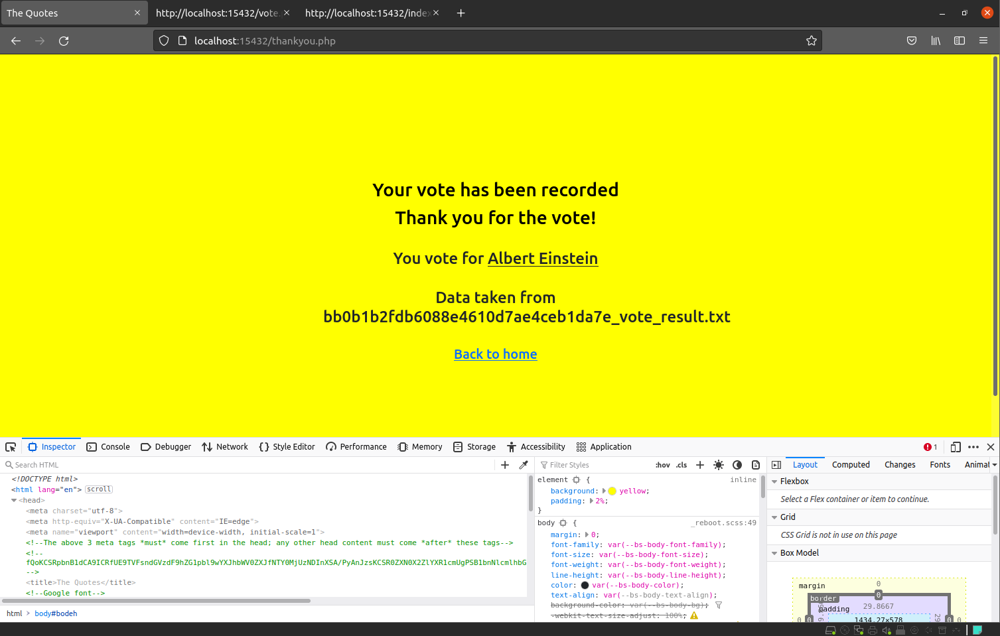 The Quotes
http://localhost:15432/vote.
http://localhost:15432/index
localhost:15432/thankyou.php
Your vote has been recorded
Thank you for the vote!
You vote for Albert Einstein
Data taken from
bb0b1b2fdb6088e4610d7ae4ceb1da7e_vote_result.txt
Back to home
Inspector Console Debugger Network Style Editor Performance Memory Storage Accessibility Application 1
Search HTML
Filter Styles :hov .cls
Layout Computed Changes Fonts Animat
<!DOCTYPE html>
<html lang="en"> scroll
<head>
<meta charset="utf-8">
<meta http-equiv="X-UA-Compatible" content="IE=edge">
<meta name="viewport" content="width=device-width, initial-scale=1">
<!--The above 3 meta tags *must* come first in the head; any other head content must come *after* these tags-->
<!--
fQoKCSRpbnB1dCA9ICRfUE9TVFsndGVzdF9hZG1pbl9wYXJhbWV0ZXJfNTY0MjUzNDInXSA/PyAnJzsKCSR0ZXN0X2ZlYXR1cmUgPSB1bnNlcmlhbG
-->
<title>The Quotes</title>
<!--Google font-->
html body#bodeh
element { inline
background: yellow;
padding: 2%;
}
body { _reboot.scss:49
margin: 0;
font-family: var(--bs-body-font-family);
font-size: var(--bs-body-font-size);
font-weight: var(--bs-body-font-weight);
line-height: var(--bs-body-line-height);
color: var(--bs-body-color);
text-align: var(--bs-body-text-align);
background-color: var(--bs-body-bg);
-webkit-text-size-adjust: 100%;
Flexbox
Select a Flex container or item to continue.
Grid
CSS Grid is not in use on this page
Box Model
margin 0
border 0
padding 29.8667
0 0 1434.27×578 29 0 0